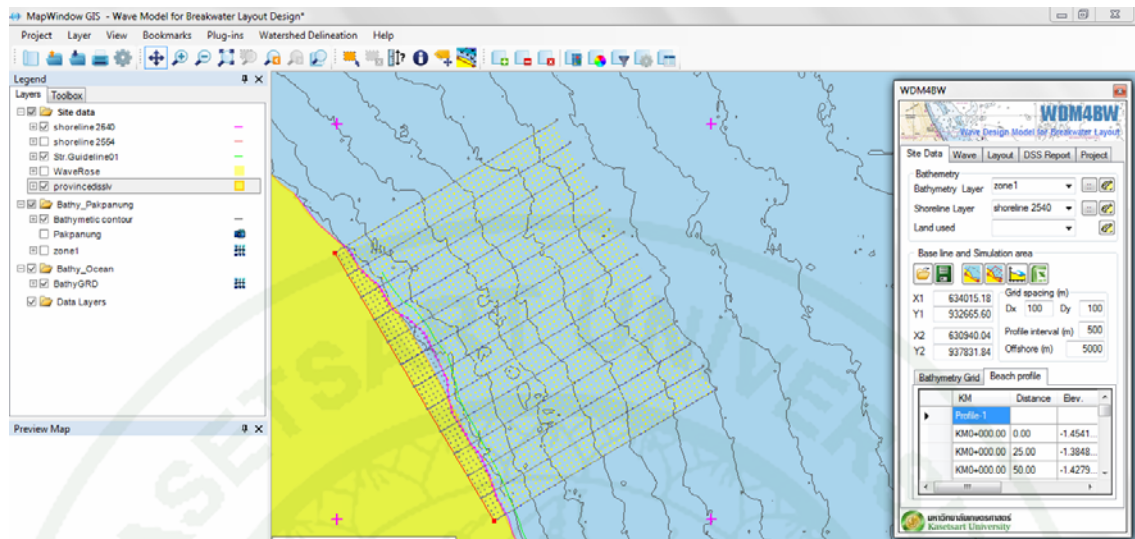 MapWindow GIS - Wave Model for Breakwater Layout Design*
Project Layer View Bookmarks Plug-ins Watershed Delineation Help
Legend
Layers Toolbox
Site data
shoreline 2640
shoreline 2554
Str.Guideline01
WaveRose
provincedsslv
Bathy_Pakpanung
Bathymetic contour
Pakpanung
zone1
Bathy_Ocean
BathyGRD
Data Layers
Preview Map
WDM4BW
WDM4BW
Wave Design Model for Breakwater Layout
Site Data Wave Layout DSS Report Project
Bathemetry
Bathymetry Layer zone1
Shoreline Layer shoreline 2540
Land used
Base line and Simulation area
X1 634015.18 Grid spacing (m)
Y1 932665.60 Dx 100 Dy 100
X2 630940.04 Profile interval (m) 500
Y2 937831.84 Offshore (m) 5000
Bathymetry Grid Beach profile
KM Distance Elev.
Profile-1
KM0+000.00 0.00 -1.4541...
KM0+000.00 25.00 -1.3848...
KM0+000.00 50.00 -1.4279...
มหาวิทยาลัยเกษตรศาสตร์
Kasetsart University
KASETSART UNIVERSITY